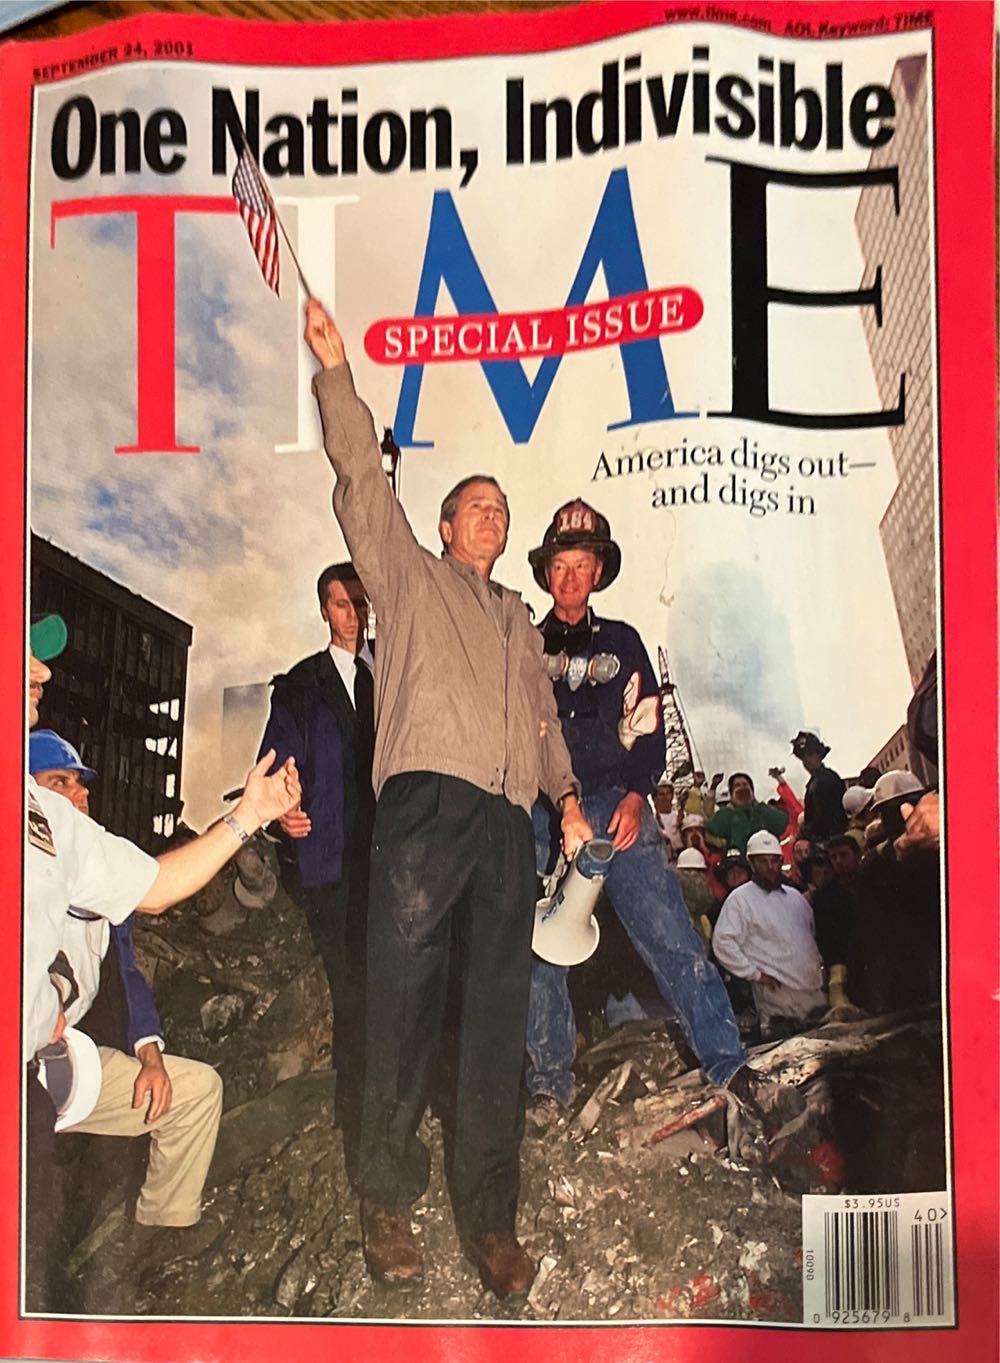 www.time.com AOL Keyword: TIME
SEPTEMBER 24, 2001
One Nation, Indivisible
TIME
SPECIAL ISSUE
America digs out—
and digs in
164
$3.95US
40>
10090
0 925679 8